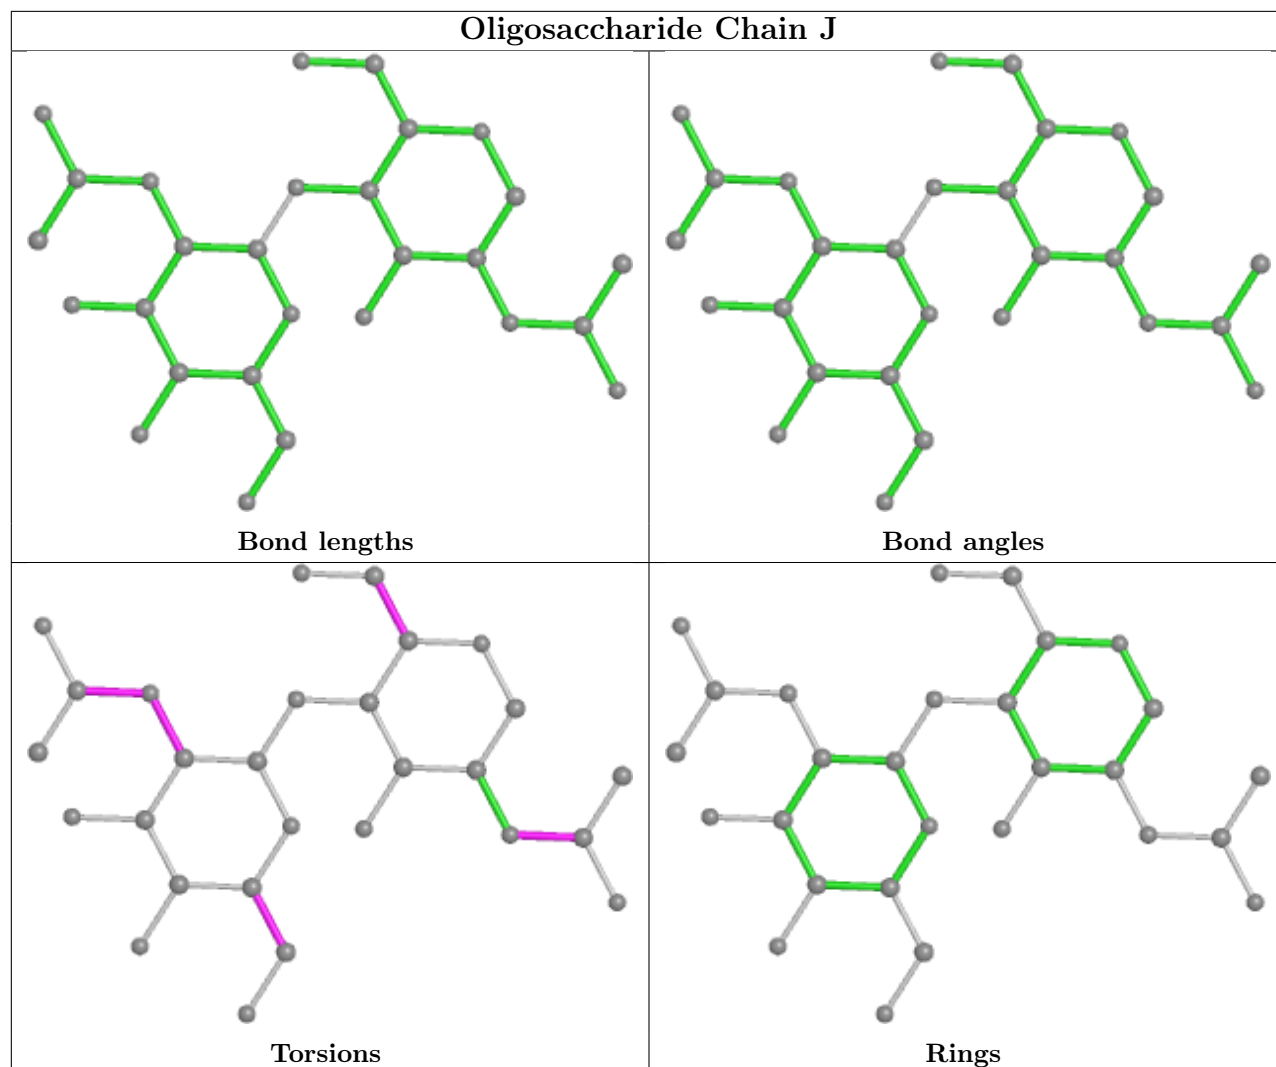 Oligosaccharide Chain J
Bond lengths
Bond angles
Torsions
Rings